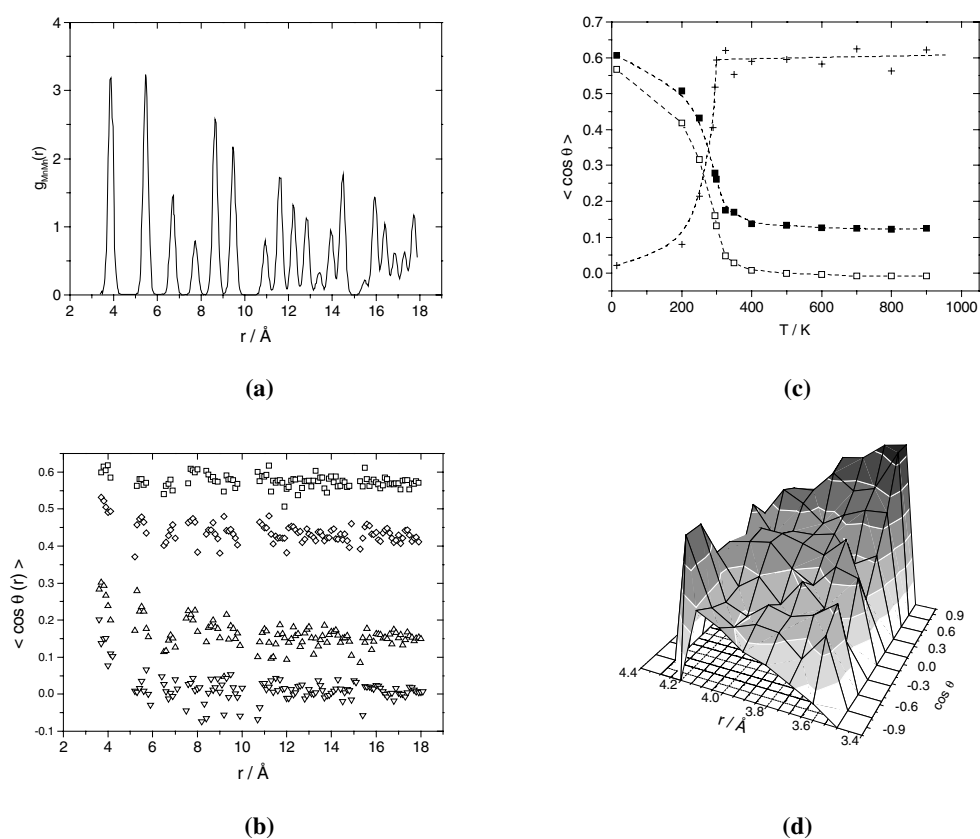 4
3
2
1
0
g_MnMn(r)
2 4 6 8 10 12 14 16 18
r / Å
(a)
0.7
0.6
0.5
0.4
0.3
0.2
0.1
0.0
< cos θ >
0 200 400 600 800 1000
T / K
(c)
0.6
0.5
0.4
0.3
0.2
0.1
0.0
-0.1
< cos θ (r) >
2 4 6 8 10 12 14 16 18
r / Å
(b)
4.4
4.2
4.0
3.8
3.6
3.4
r / Å
0.9
0.6
0.3
0.0
-0.3
-0.6
-0.9
cos θ
(d)